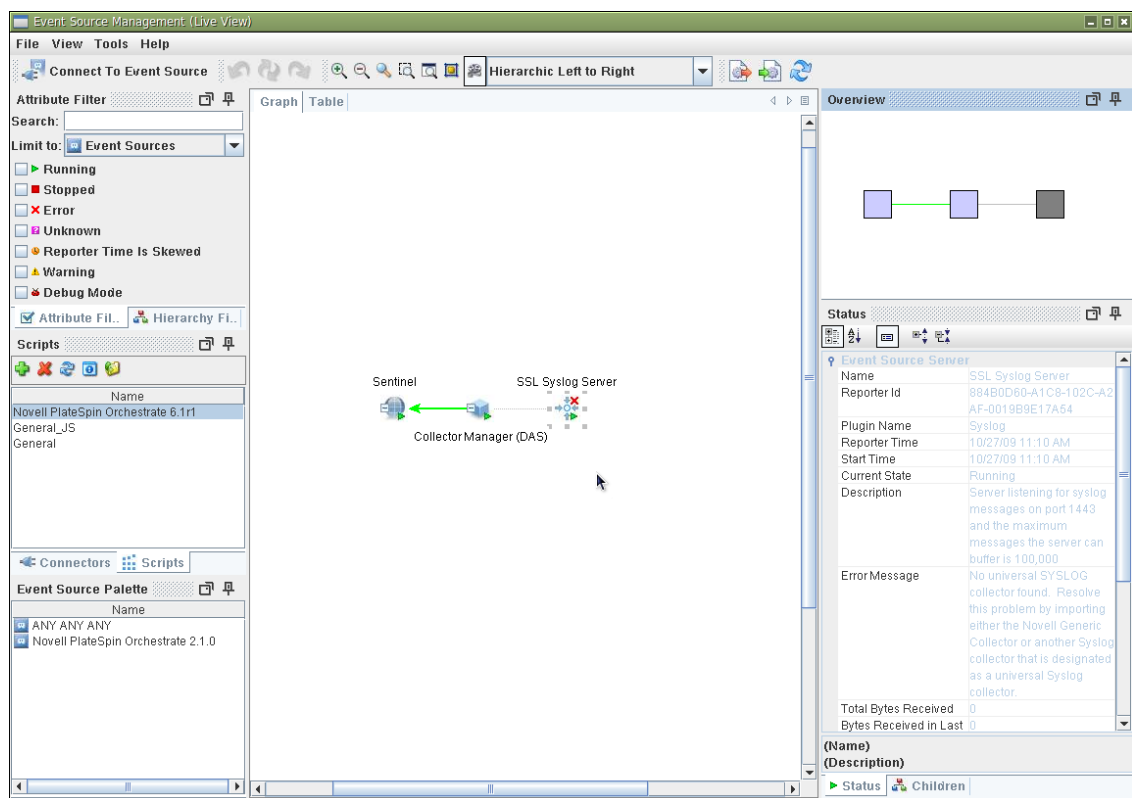 Event Source Management (Live View)
File View Tools Help
Connect To Event Source
Hierarchic Left to Right
Attribute Filter
Search:
Limit to: Event Sources
Running
Stopped
Error
Unknown
Reporter Time Is Skewed
Warning
Debug Mode
Attribute Fil.. Hierarchy Fi..
Scripts
Name
Novell PlateSpin Orchestrate 6.1r1
General_JS
General
Connectors Scripts
Event Source Palette
Name
ANY ANY ANY
Novell PlateSpin Orchestrate 2.1.0
Graph Table
Sentinel
SSL Syslog Server
Collector Manager (DAS)
Overview
Status
Event Source Server
Name SSL Syslog Server
Reporter Id 884B0D60-A1C8-102C-A2
AF-0019B9E17A54
Plugin Name Syslog
Reporter Time 10/27/09 11:10 AM
Start Time 10/27/09 11:10 AM
Current State Running
Description Server listening for syslog
messages on port 1443
and the maximum
messages the server can
buffer is 100,000
Error Message No universal SYSLOG
collector found. Resolve
this problem by importing
either the Novell Generic
Collector or another Syslog
collector that is designated
as a universal Syslog
collector.
Total Bytes Received 0
Bytes Received in Last 0
(Name)
(Description)
Status Children